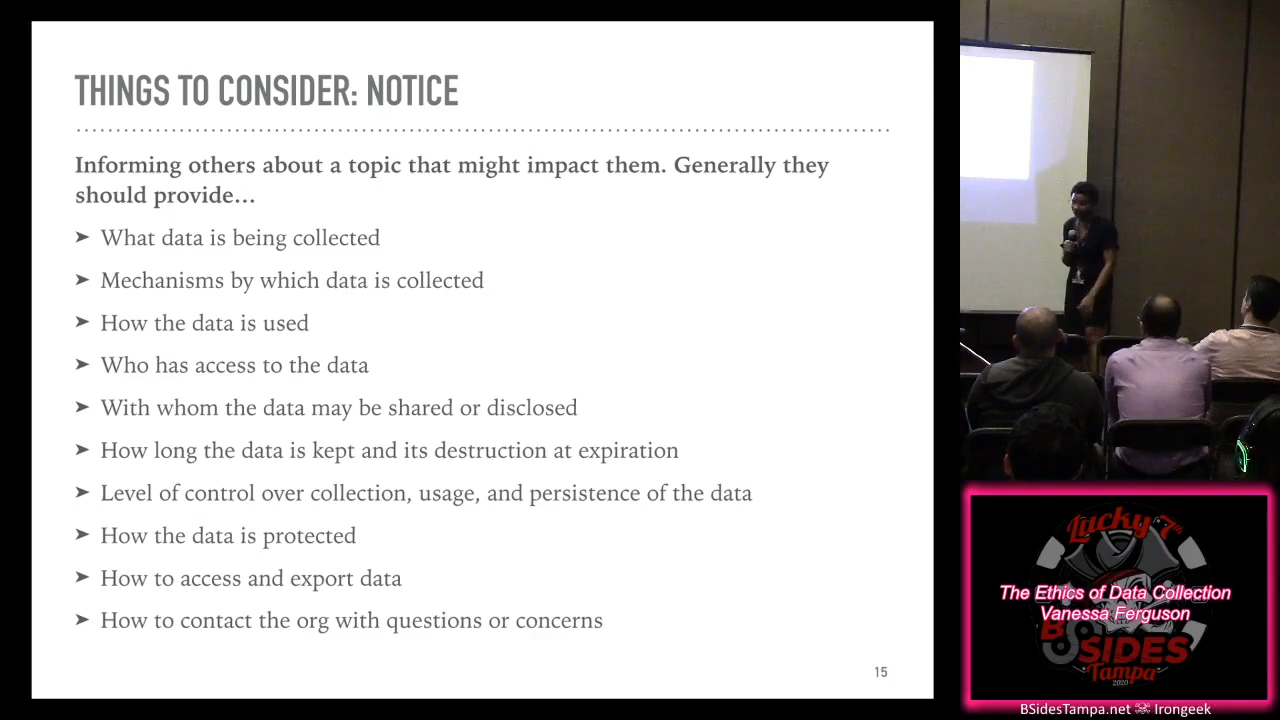 THINGS TO CONSIDER: NOTICE
Informing others about a topic that might impact them. Generally they
should provide…
➤ What data is being collected
➤ Mechanisms by which data is collected
➤ How the data is used
➤ Who has access to the data
➤ With whom the data may be shared or disclosed
➤ How long the data is kept and its destruction at expiration
➤ Level of control over collection, usage, and persistence of the data
➤ How the data is protected
➤ How to access and export data
➤ How to contact the org with questions or concerns
15
Lucky 7th
The Ethics of Data Collection
Vanessa Ferguson
BSIDES
Tampa
2020
BSidesTampa.net ☠ Irongeek